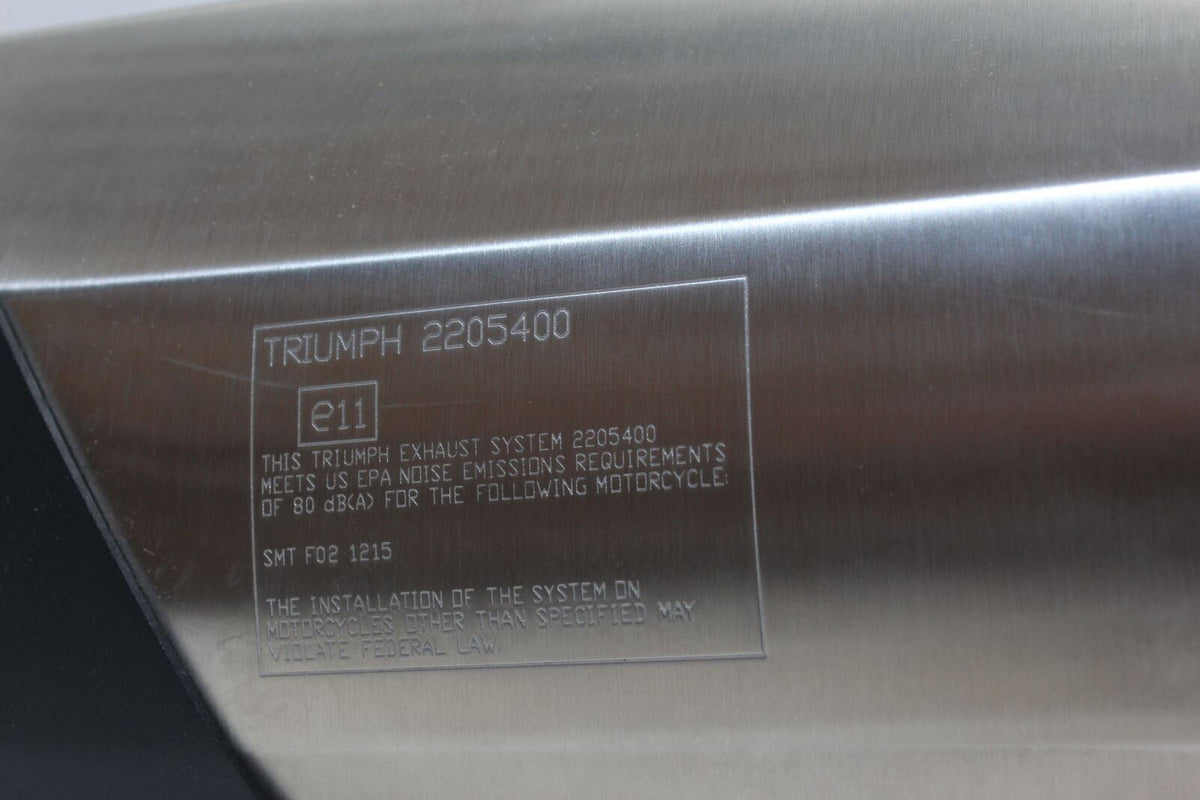 TRIUMPH 2205400
e11
THIS TRIUMPH EXHAUST SYSTEM 2205400
MEETS US EPA NOISE EMISSIONS REQUIREMENTS
OF 80 dB(A) FOR THE FOLLOWING MOTORCYCLE:
SMT F02 1215
THE INSTALLATION OF THE SYSTEM ON
MOTORCYCLES OTHER THAN SPECIFIED MAY
VIOLATE FEDERAL LAW.